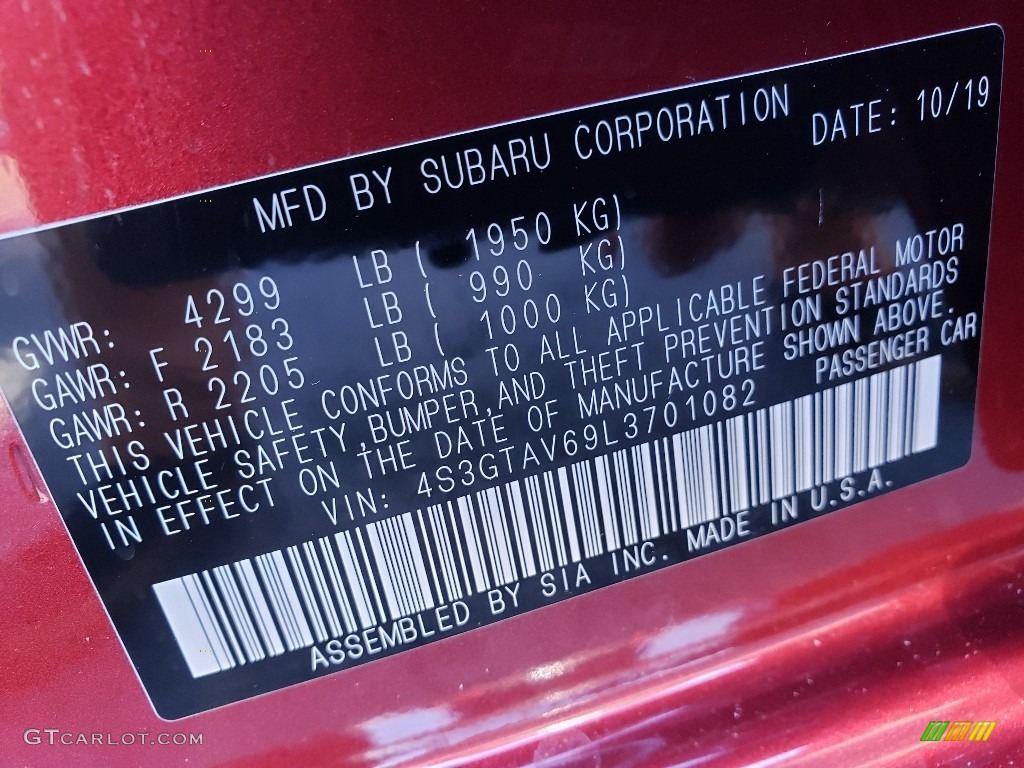 MFD BY SUBARU CORPORATION DATE: 10/19
GVWR: 4299 LB ( 1950 KG)
GAWR: F 2183 LB ( 990 KG)
GAWR: R 2205 LB ( 1000 KG)
THIS VEHICLE CONFORMS TO ALL APPLICABLE FEDERAL MOTOR
VEHICLE SAFETY,BUMPER,AND THEFT PREVENTION STANDARDS
IN EFFECT ON THE DATE OF MANUFACTURE SHOWN ABOVE.
VIN: 4S3GTAV69L3701082 PASSENGER CAR
ASSEMBLED BY SIA INC. MADE IN U.S.A.
GTCARLOT.COM